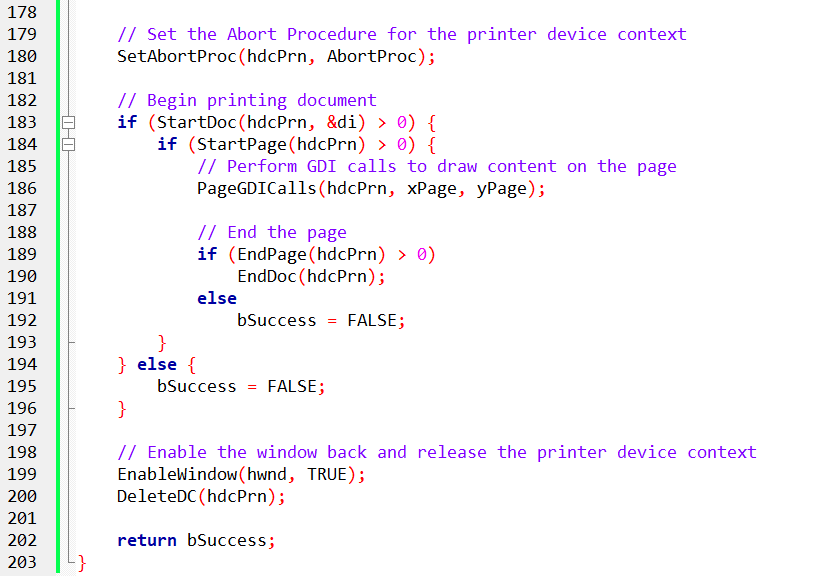 178
179 // Set the Abort Procedure for the printer device context
180 SetAbortProc(hdcPrn, AbortProc);
181
182 // Begin printing document
183 if (StartDoc(hdcPrn, &di) > 0) {
184 if (StartPage(hdcPrn) > 0) {
185 // Perform GDI calls to draw content on the page
186 PageGDICalls(hdcPrn, xPage, yPage);
187
188 // End the page
189 if (EndPage(hdcPrn) > 0)
190 EndDoc(hdcPrn);
191 else
192 bSuccess = FALSE;
193 }
194 } else {
195 bSuccess = FALSE;
196 }
197
198 // Enable the window back and release the printer device context
199 EnableWindow(hwnd, TRUE);
200 DeleteDC(hdcPrn);
201
202 return bSuccess;
203 }